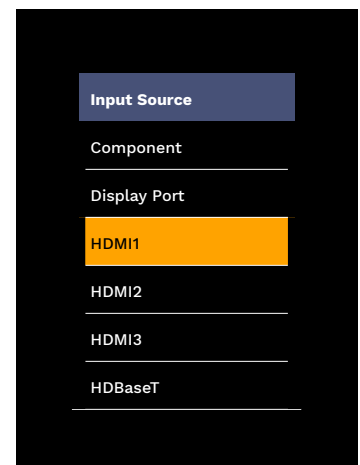 Input Source
Component
Display Port
HDMI1
HDMI2
HDMI3
HDBaseT